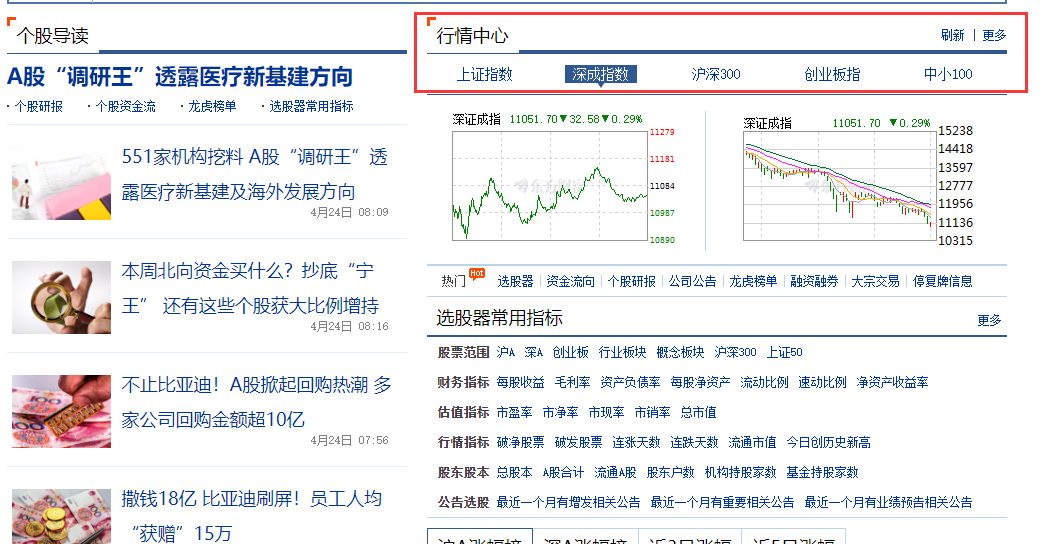 个股导读
A股“调研王”透露医疗新基建方向
· 个股研报 · 个股资金流 · 龙虎榜单 · 选股器常用指标
551家机构挖料 A股“调研王”透
露医疗新基建及海外发展方向
4月24日 08:09
本周北向资金买什么？抄底“宁
王” 还有这些个股获大比例增持
4月24日 08:16
不止比亚迪！A股掀起回购热潮 多
家公司回购金额超10亿
4月24日 07:56
撒钱18亿 比亚迪刷屏！员工人均
“获赠”15万
行情中心
刷新 | 更多
上证指数 深成指数 沪深300 创业板指 中小100
深证成指 11051.70▼32.58▼0.29%
11279
11181
11084
10987
10890
深证成指 11051.70 ▼0.29%
15238
14418
13597
12777
11956
11136
10315
热门 Hot 选股器 资金流向 个股研报 公司公告 龙虎榜单 融资融券 大宗交易 停复牌信息
选股器常用指标
更多
股票范围 沪A 深A 创业板 行业板块 概念板块 沪深300 上证50
财务指标 每股收益 毛利率 资产负债率 每股净资产 流动比例 速动比例 净资产收益率
估值指标 市盈率 市净率 市现率 市销率 总市值
行情指标 破净股票 破发股票 连涨天数 连跌天数 流通市值 今日创历史新高
股东股本 总股本 A股合计 流通A股 股东户数 机构持股家数 基金持股家数
公告选股 最近一个月有增发相关公告 最近一个月有重要相关公告 最近一个月有业绩预告相关公告
沪A涨幅榜 深A涨幅榜 近3日涨幅 近5日涨幅